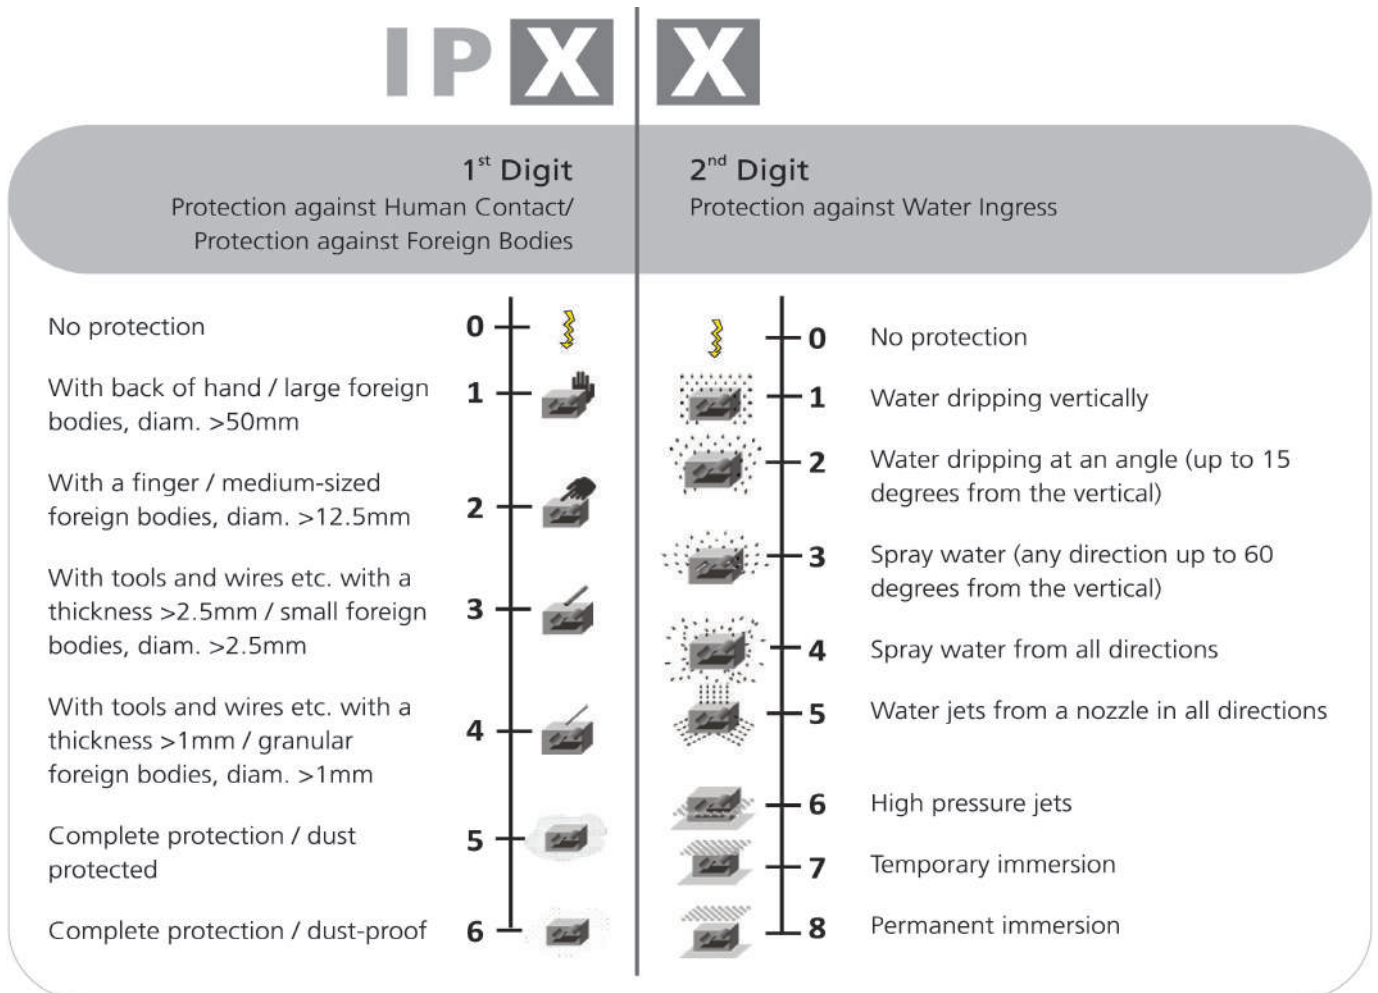 IPX X
1st Digit
Protection against Human Contact/
Protection against Foreign Bodies
No protection
0
With back of hand / large foreign
bodies, diam. >50mm
1
With a finger / medium-sized
foreign bodies, diam. >12.5mm
2
With tools and wires etc. with a
thickness >2.5mm / small foreign
bodies, diam. >2.5mm
3
With tools and wires etc. with a
thickness >1mm / granular
foreign bodies, diam. >1mm
4
Complete protection / dust
protected
5
Complete protection / dust-proof
6
2nd Digit
Protection against Water Ingress
0
No protection
1
Water dripping vertically
2
Water dripping at an angle (up to 15
degrees from the vertical)
3
Spray water (any direction up to 60
degrees from the vertical)
4
Spray water from all directions
5
Water jets from a nozzle in all directions
6
High pressure jets
7
Temporary immersion
8
Permanent immersion